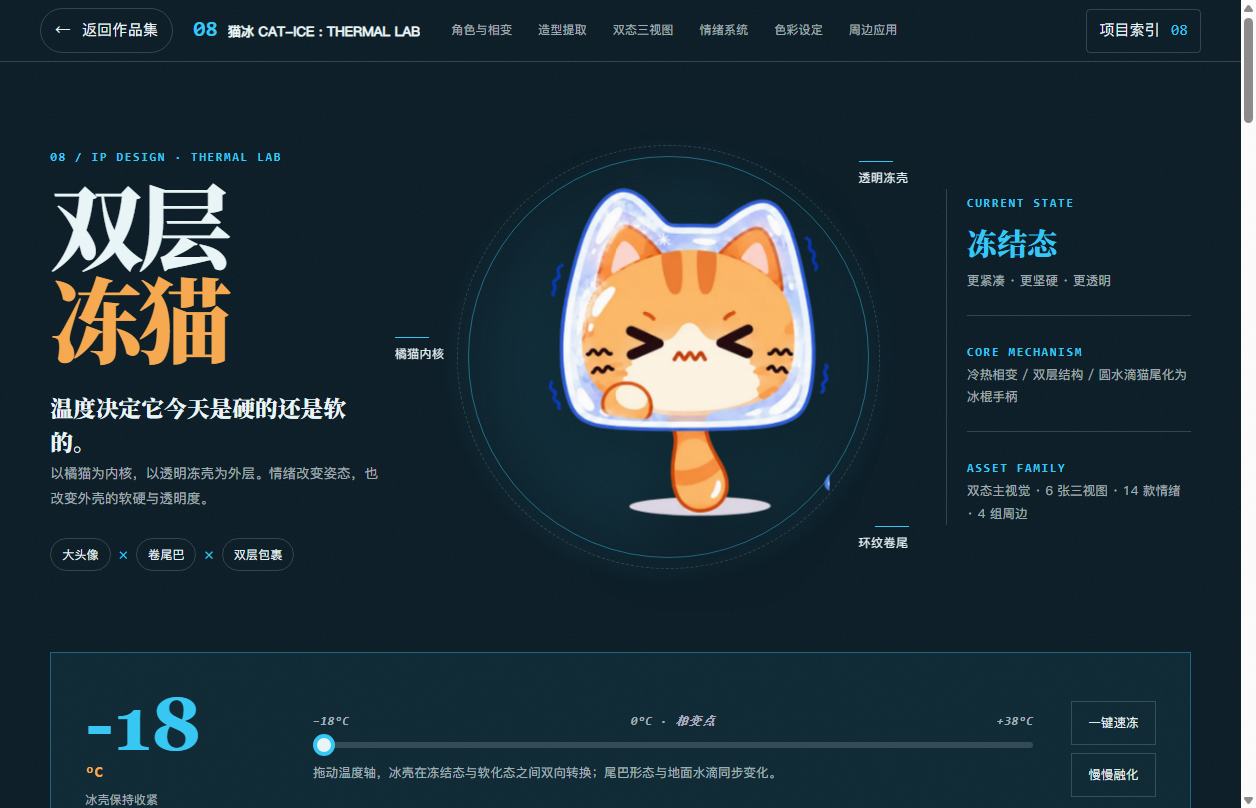 ← 返回作品集
08 猫冰 CAT-ICE : THERMAL LAB
角色与相变 造型提取 双态三视图 情绪系统 色彩设定 周边应用
项目索引 08
08 / IP DESIGN · THERMAL LAB
双层
冻猫
温度决定它今天是硬的还是软
的。
以橘猫为内核，以透明冻壳为外层。情绪改变姿态，也
改变外壳的软硬与透明度。
大头像 × 卷尾巴 × 双层包裹
透明冻壳
橘猫内核
环纹卷尾
CURRENT STATE
冻结态
更紧凑 · 更坚硬 · 更透明
CORE MECHANISM
冷热相变 / 双层结构 / 圆水滴猫尾化为
冰棍手柄
ASSET FAMILY
双态主视觉 · 6 张三视图 · 14 款情绪
· 4 组周边
-18
°C
冰壳保持收紧
-18°C 0°C · 相变点 +38°C
拖动温度轴，冰壳在冻结态与软化态之间双向转换；尾巴形态与地面水滴同步变化。
一键速冻
慢慢融化